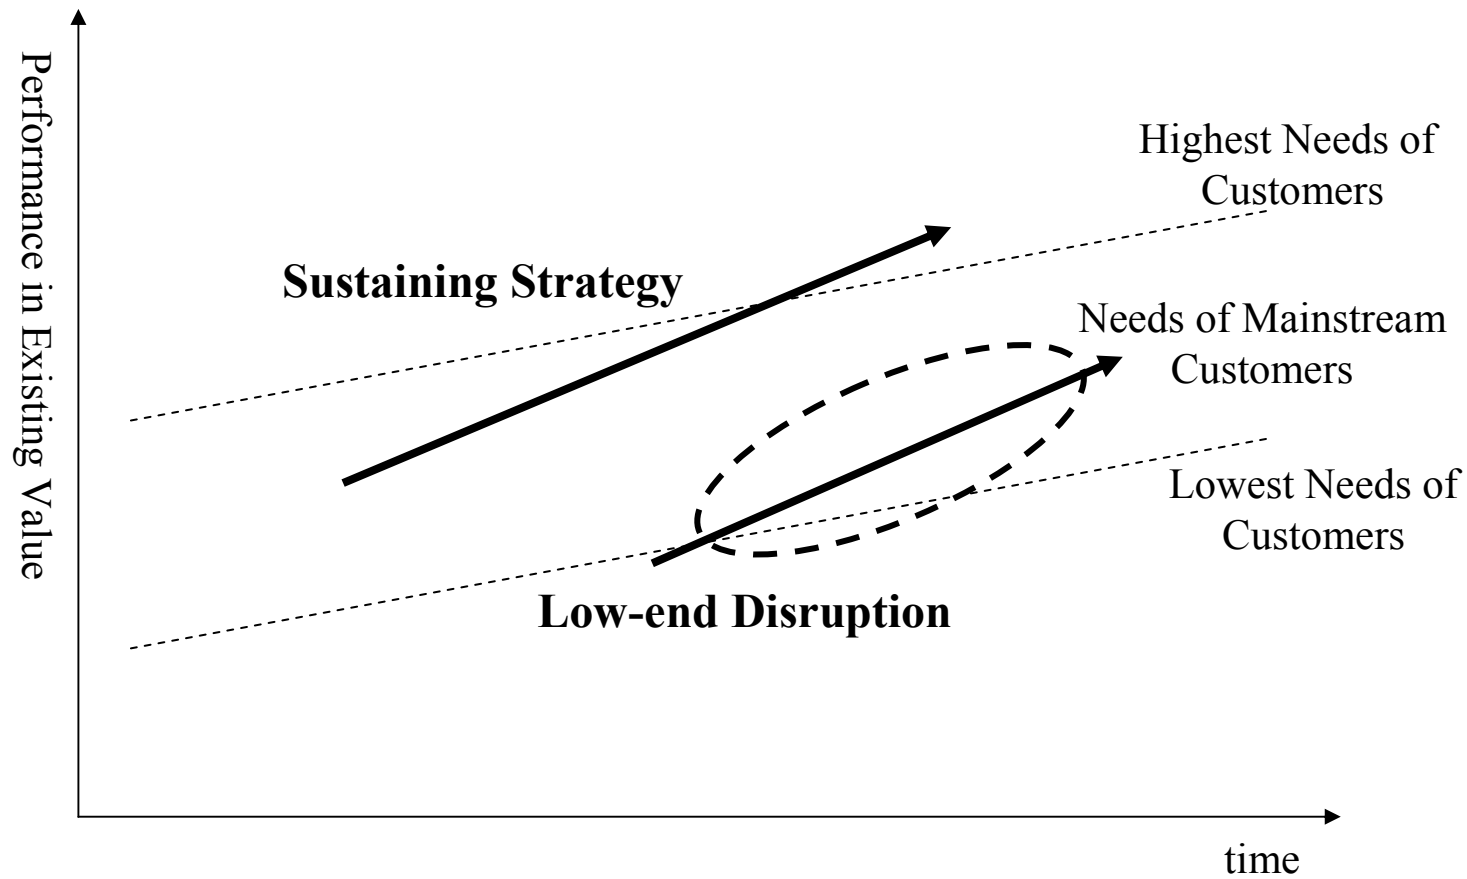 Performance in Existing Value
Highest Needs of
Customers
Sustaining Strategy
Needs of Mainstream
Customers
Lowest Needs of
Customers
Low-end Disruption
time